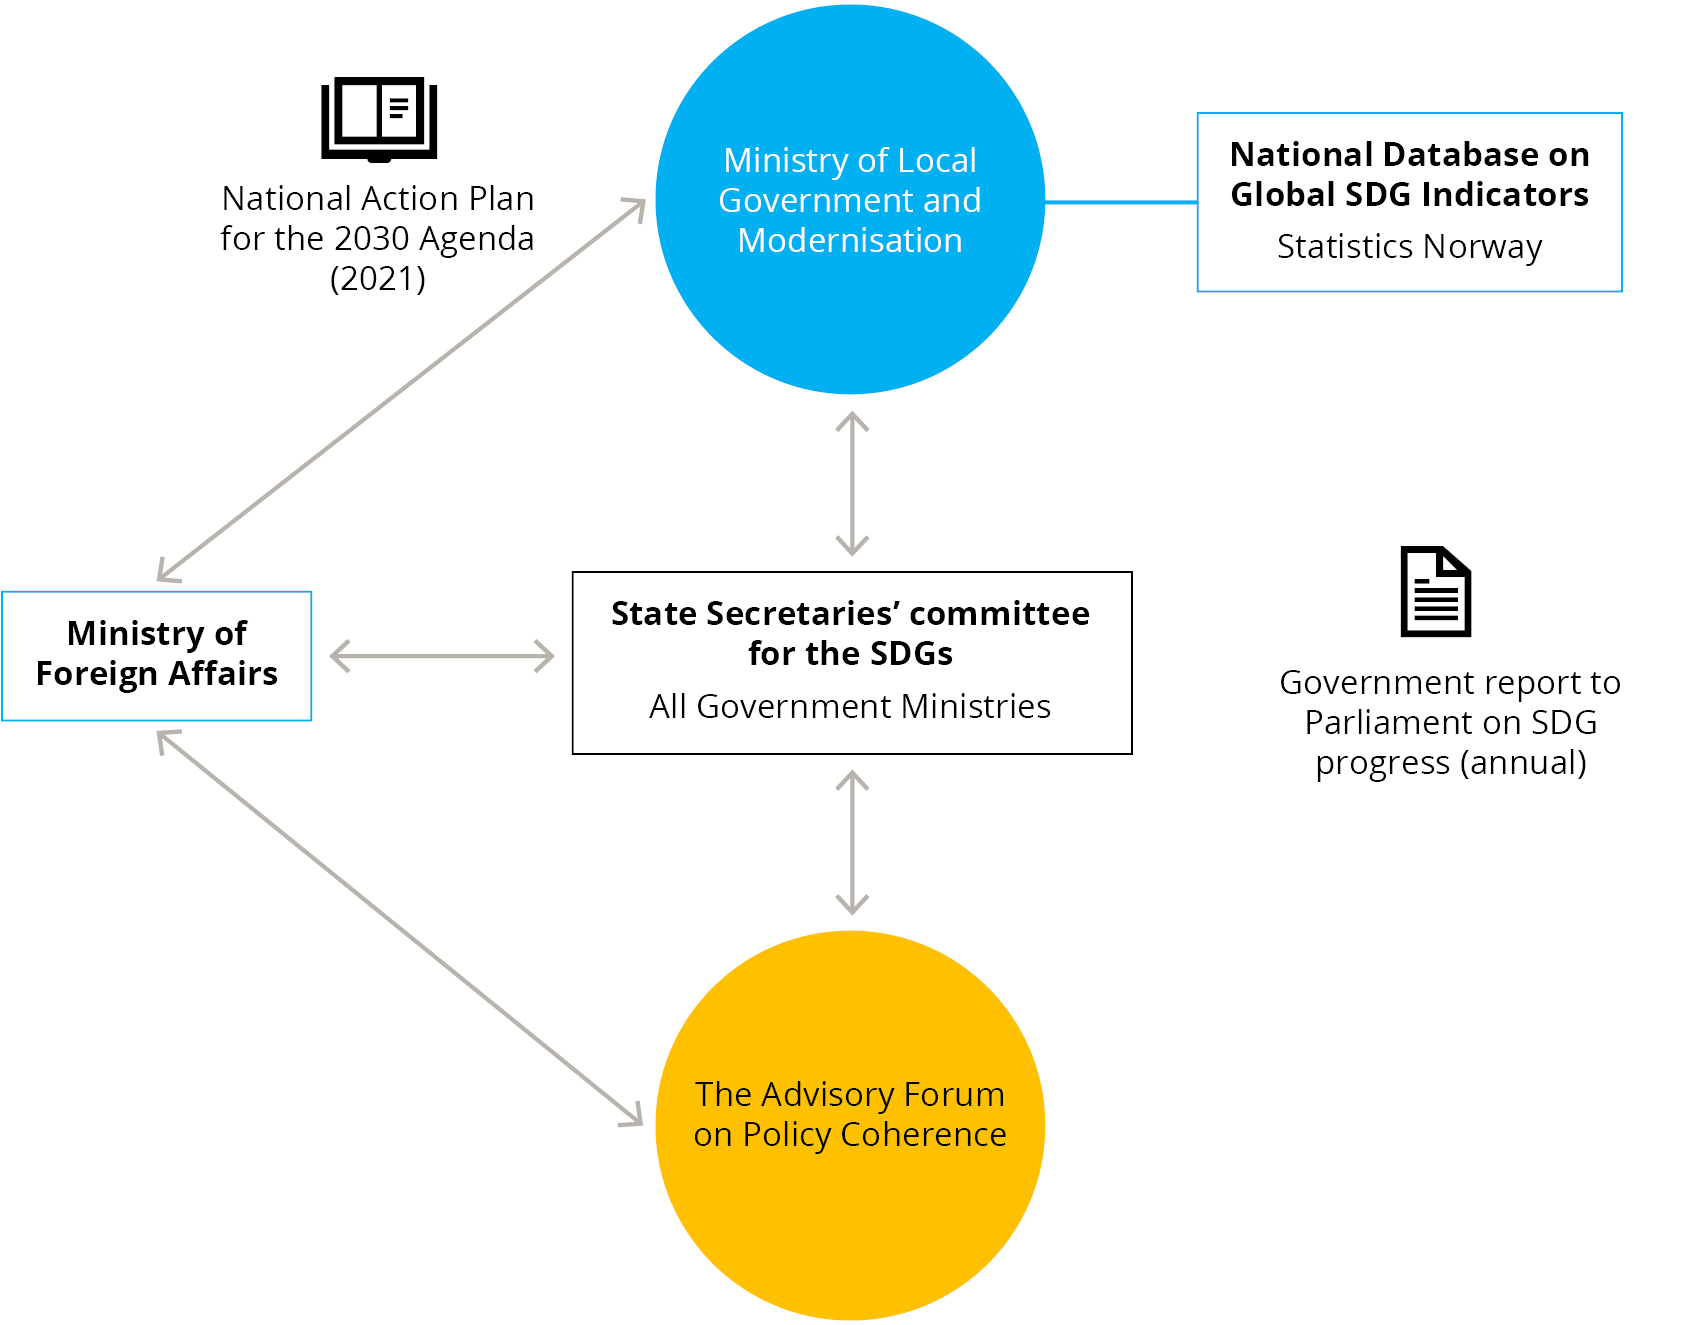 Ministry of Local
Government and
Modernisation
National Action Plan
for the 2030 Agenda
(2021)
National Database on
Global SDG Indicators
Statistics Norway
Ministry of
Foreign Affairs
State Secretaries’ committee
for the SDGs
All Government Ministries
Government report to
Parliament on SDG
progress (annual)
The Advisory Forum
on Policy Coherence